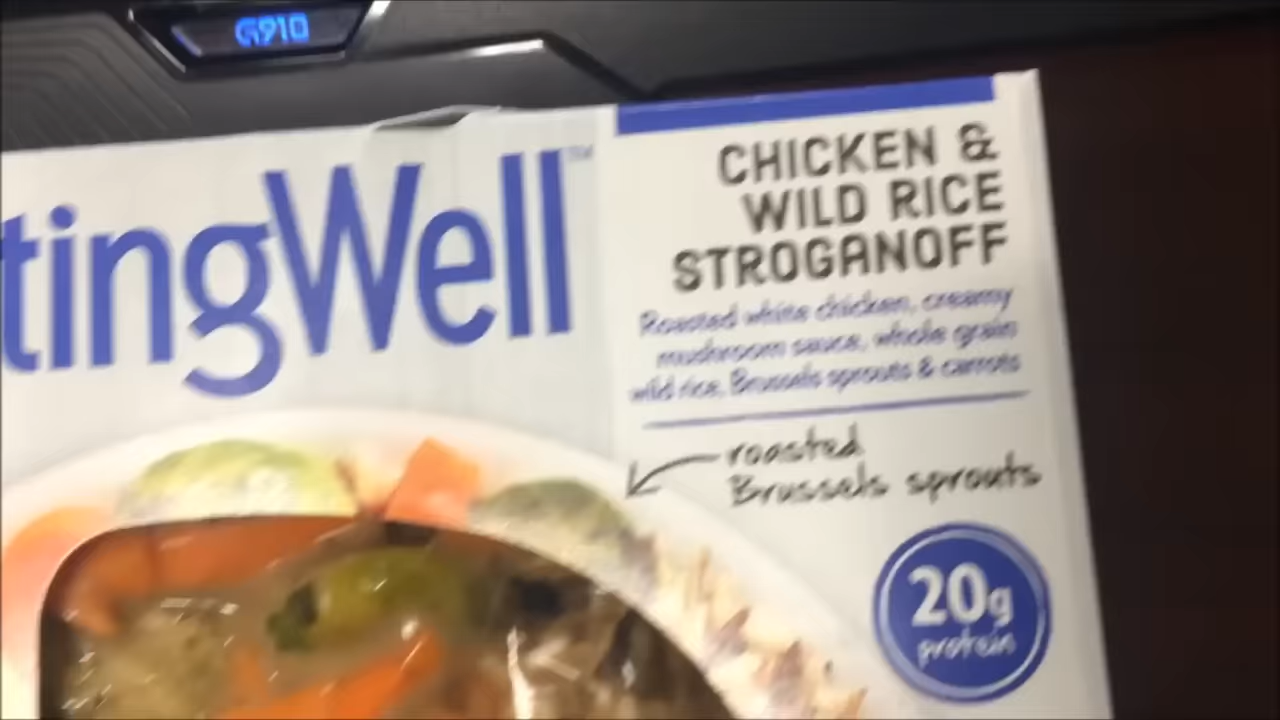 G910
tingWell™
CHICKEN &
WILD RICE
STROGANOFF
Roasted white chicken, creamy
mushroom sauce, whole grain
wild rice, Brussels sprouts & carrots
roasted
Brussels sprouts
20g
protein